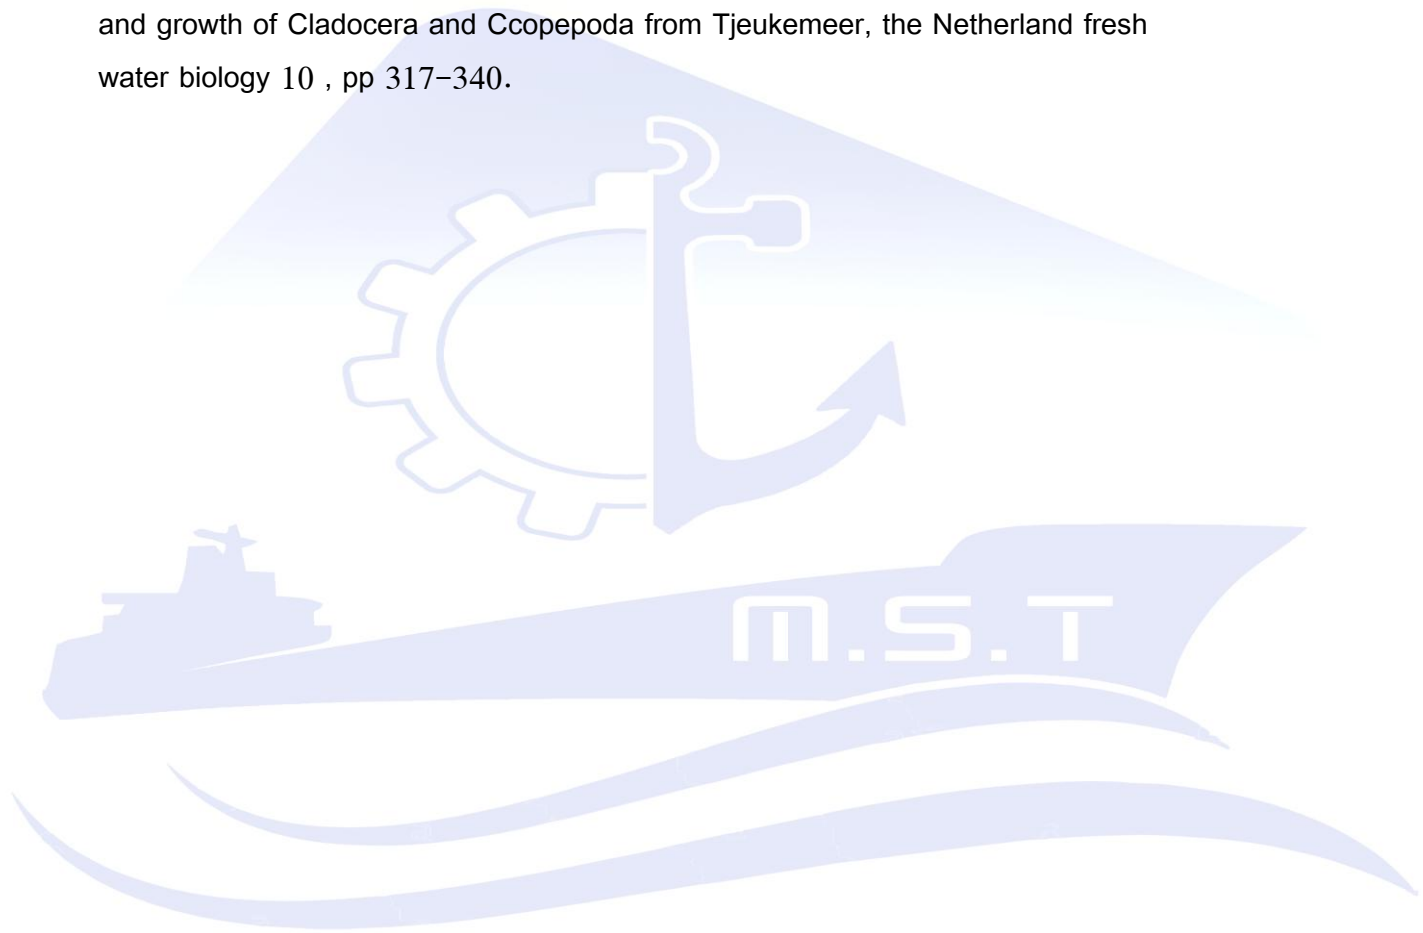 and growth of Cladocera and Ccopepoda from Tjeukemeer, the Netherland fresh
water biology 10 , pp 317–340.
M.S.T